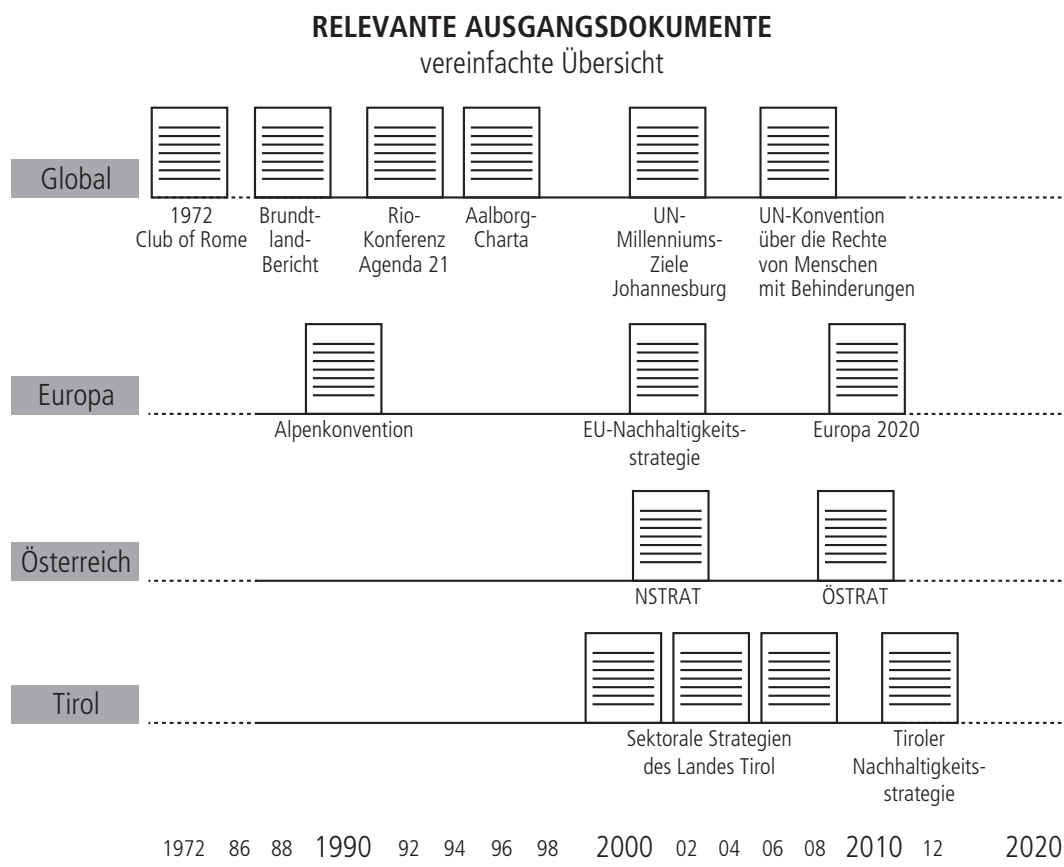 RELEVANTE AUSGANGSDOKUMENTE
vereinfachte Übersicht
Global
1972
Club of Rome
Brundt-
land-
Bericht
Rio-
Konferenz
Agenda 21
Aalborg-
Charta
UN-
Millenniums-
Ziele
Johannesburg
UN-Konvention
über die Rechte
von Menschen
mit Behinderungen
Europa
Alpenkonvention
EU-Nachhaltigkeits-
strategie
Europa 2020
Österreich
NSTRAT
ÖSTRAT
Tirol
Sektorale Strategien
des Landes Tirol
Tiroler
Nachhaltigkeits-
strategie
1972 86 88 1990 92 94 96 98 2000 02 04 06 08 2010 12 2020